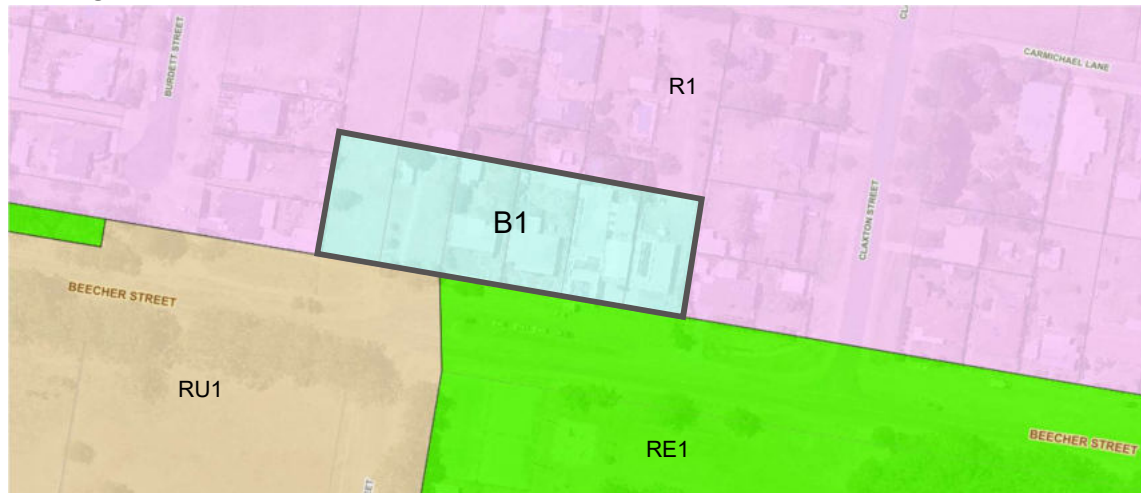 BURDETT STREET
CARMICHAEL LANE
R1
CLAXTON STREET
B1
BEECHER STREET
RU1
RE1
BEECHER STREET